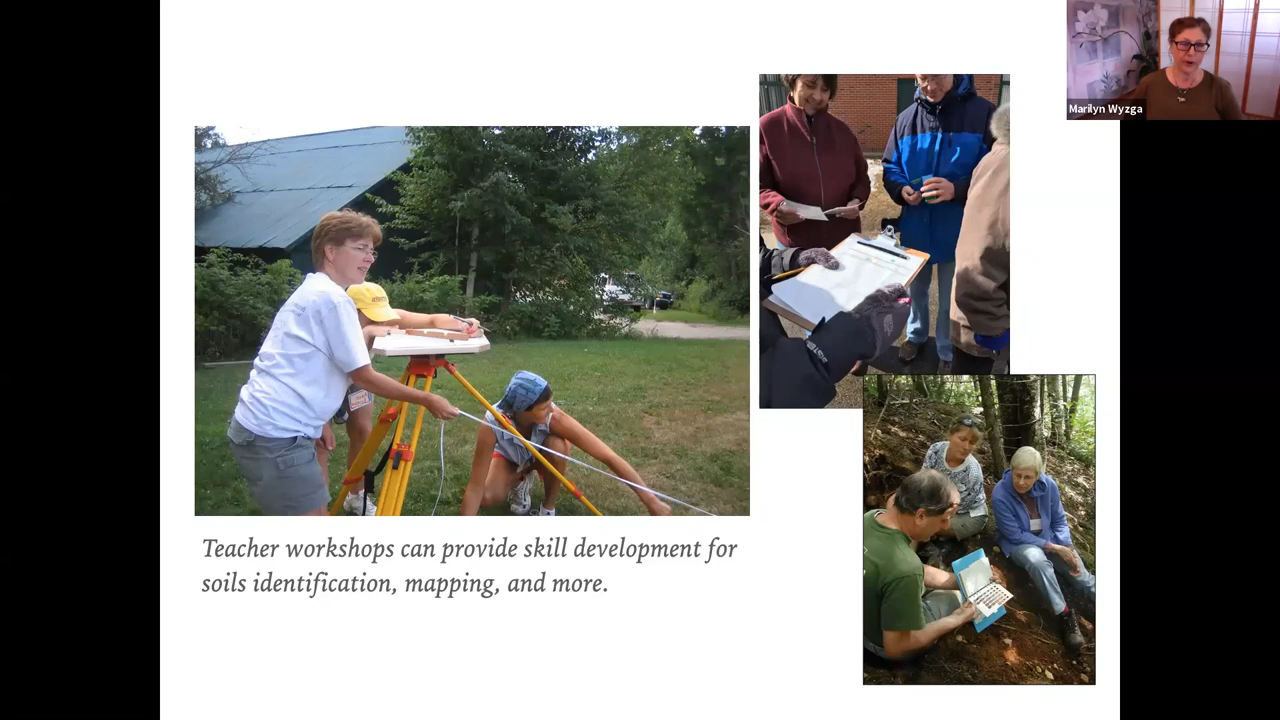 Marilyn Wyzga
Teacher workshops can provide skill development for
soils identification, mapping, and more.